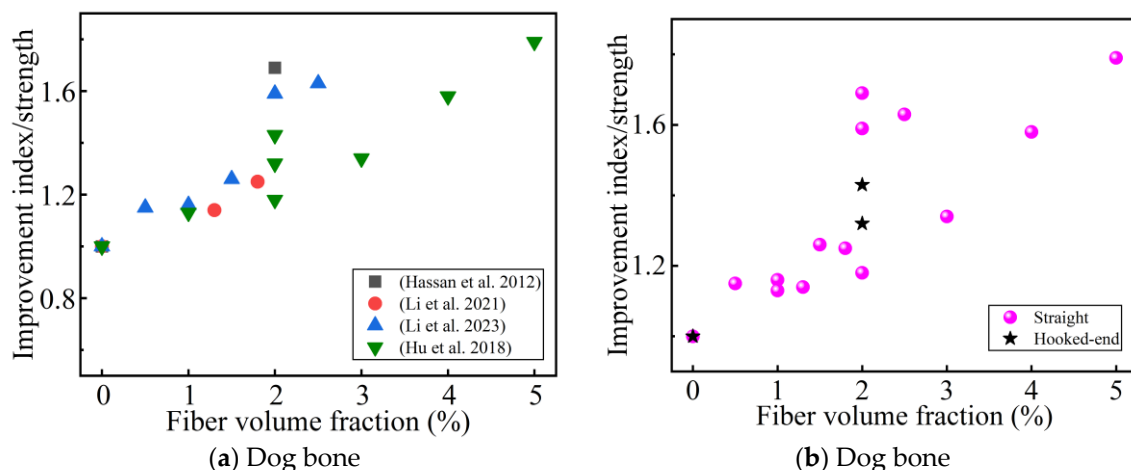 Improvement index/strength
1.6
1.2
0.8
(Hassan et al. 2012)
(Li et al. 2021)
(Li et al. 2023)
(Hu et al. 2018)
0 1 2 3 4 5
Fiber volume fraction (%)
(a) Dog bone
Improvement index/strength
1.6
1.2
Straight
Hooked-end
0 1 2 3 4 5
Fiber volume fraction (%)
(b) Dog bone